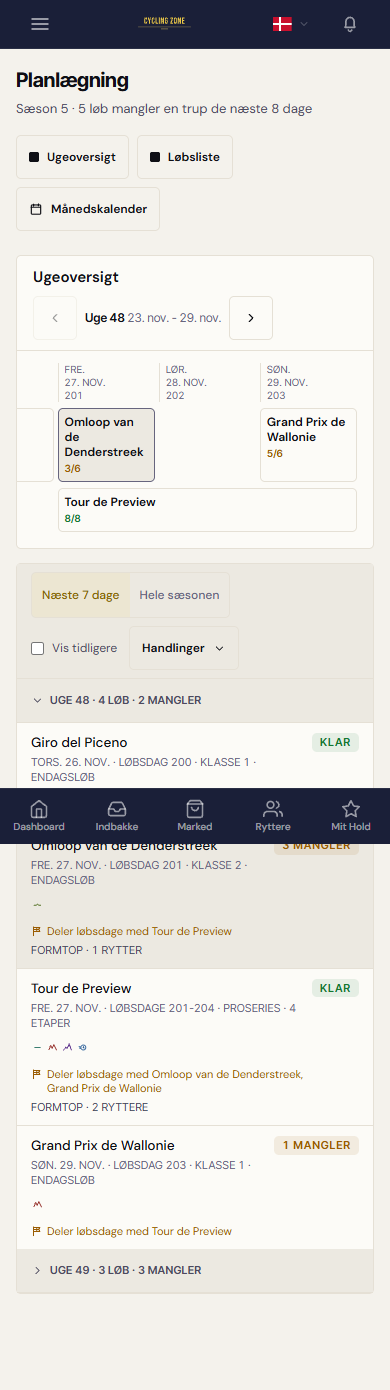 CYCLING ZONE
Planlægning
Sæson 5 · 5 løb mangler en trup de næste 8 dage
Ugeoversigt
Løbsliste
Månedskalender
Ugeoversigt
Uge 48 23. nov. - 29. nov.
FRE.
27. NOV.
201
LØR.
28. NOV.
202
SØN.
29. NOV.
203
Omloop van
de
Denderstreek
3/6
Grand Prix de
Wallonie
5/6
Tour de Preview
8/8
Næste 7 dage
Hele sæsonen
Vis tidligere
Handlinger
UGE 48 · 4 LØB · 2 MANGLER
Giro del Piceno
KLAR
TORS. 26. NOV. · LØBSDAG 200 · KLASSE 1 ·
ENDAGSLØB
Dashboard
Indbakke
Marked
Ryttere
Mit Hold
Omloop van de Denderstreek
3 MANGLER
FRE. 27. NOV. · LØBSDAG 201 · KLASSE 2 ·
ENDAGSLØB
Deler løbsdage med Tour de Preview
FORMTOP · 1 RYTTER
Tour de Preview
KLAR
FRE. 27. NOV. · LØBSDAGE 201-204 · PROSERIES · 4
ETAPER
Deler løbsdage med Omloop van de Denderstreek,
Grand Prix de Wallonie
FORMTOP · 2 RYTTERE
Grand Prix de Wallonie
1 MANGLER
SØN. 29. NOV. · LØBSDAG 203 · KLASSE 1 ·
ENDAGSLØB
Deler løbsdage med Tour de Preview
UGE 49 · 3 LØB · 3 MANGLER